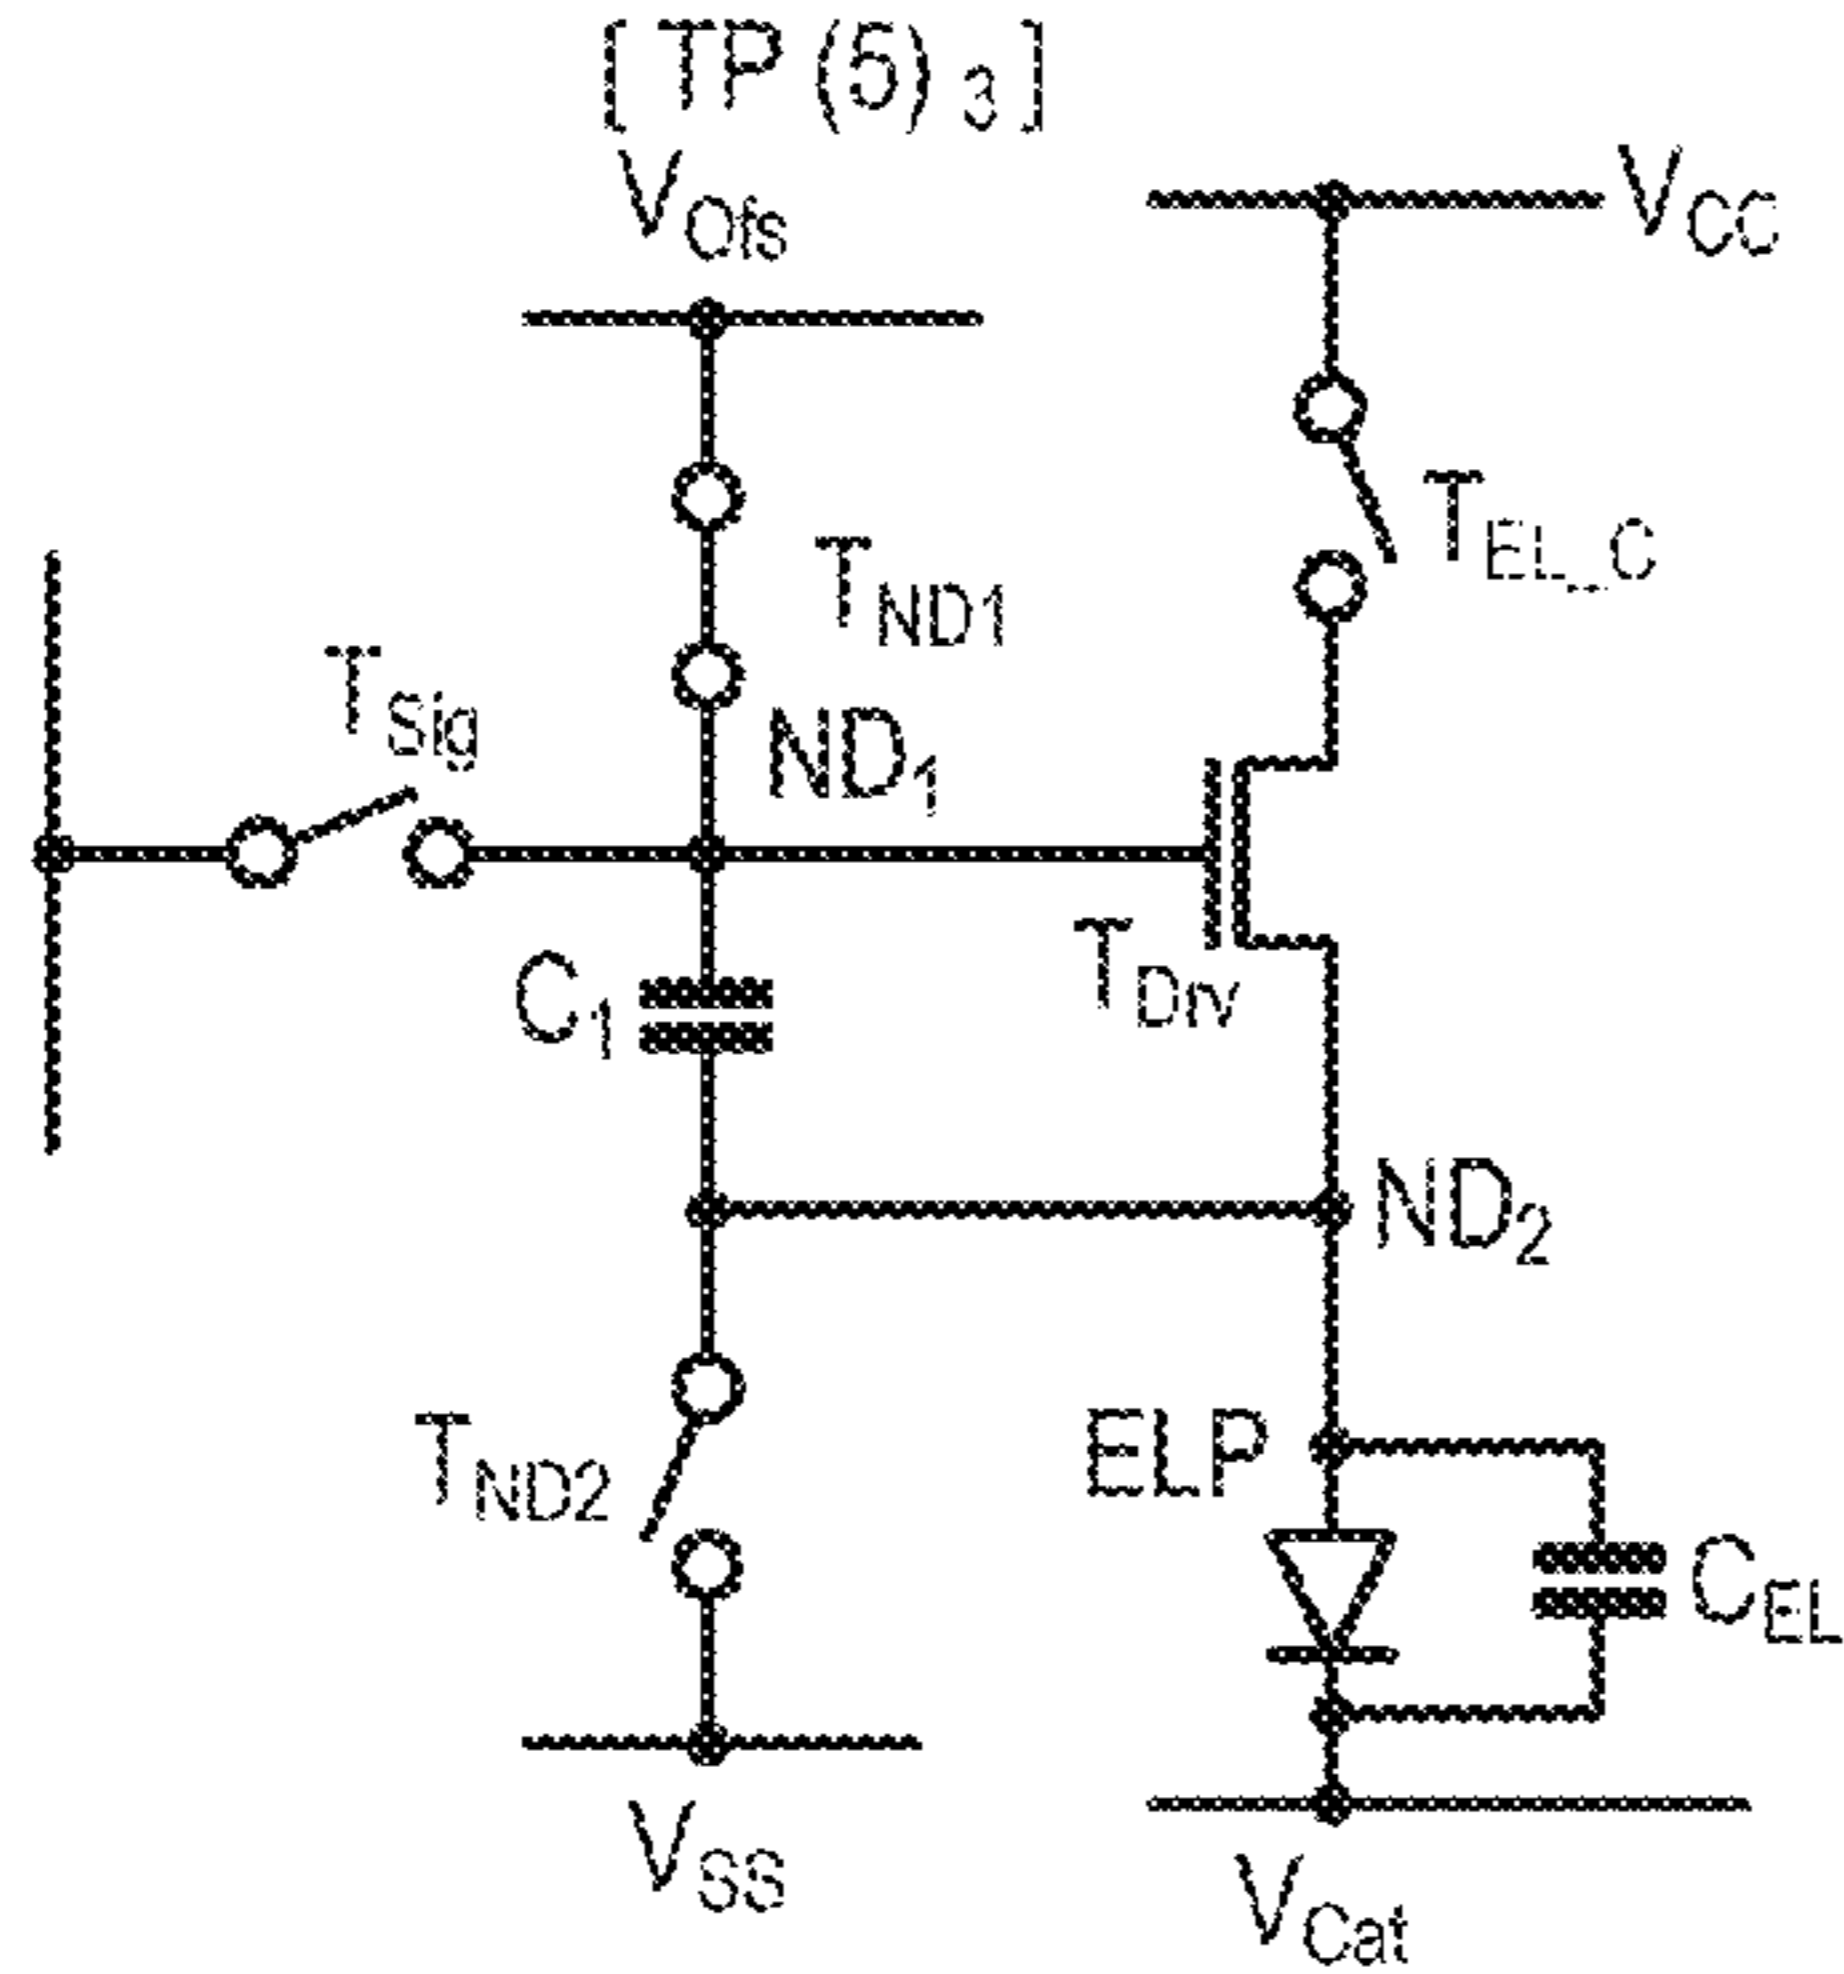 [ TP (5) 3 ]
VOfs
VCC
TEL_C
TND1
TSig
ND1
C1
TDrv
ND2
TND2
ELP
CEL
VSS
VCat